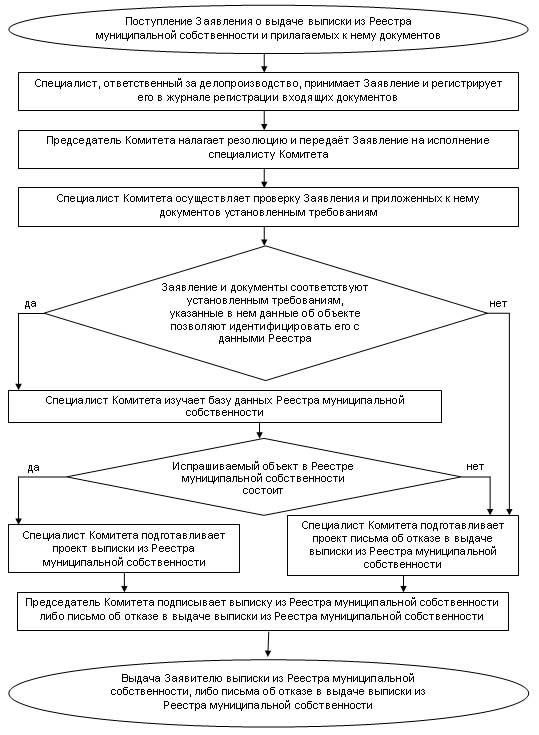 Поступление Заявления о выдаче выписки из Реестра
муниципальной собственности и прилагаемых к нему документов
Специалист, ответственный за делопроизводство, принимает Заявление и регистрирует
его в журнале регистрации входящих документов
Председатель Комитета налагает резолюцию и передаёт Заявление на исполнение
специалисту Комитета
Специалист Комитета осуществляет проверку Заявления и приложенных к нему
документов установленным требованиям
Заявление и документы соответствуют
установленным требованиям,
указанные в нем данные об объекте
позволяют идентифицировать его с
данными Реестра
да
нет
Специалист Комитета изучает базу данных Реестра муниципальной
собственности
Испрашиваемый объект в Реестре
муниципальной собственности
состоит
да
нет
Специалист Комитета подготавливает
проект выписки из Реестра
муниципальной собственности
Специалист Комитета подготавливает
проект письма об отказе в выдаче
выписки из Реестра муниципальной
собственности
Председатель Комитета подписывает выписку из Реестра муниципальной собственности
либо письмо об отказе в выдаче выписки из Реестра муниципальной собственности
Выдача Заявителю выписки из Реестра муниципальной
собственности, либо письма об отказе в выдаче выписки из
Реестра муниципальной собственности